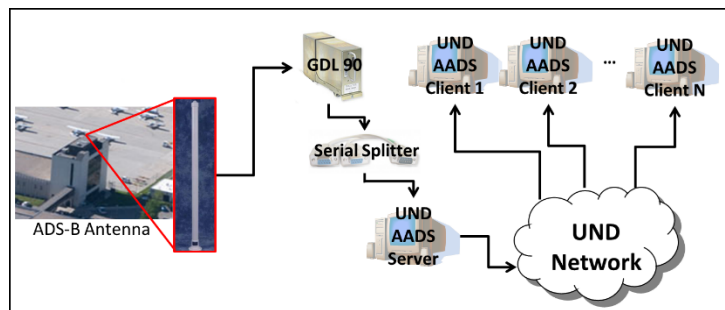 GDL 90
UND
AADS
Client 1
UND
AADS
Client 2
...
UND
AADS
Client N
Serial Splitter
ADS-B Antenna
UND
AADS
Server
UND
Network